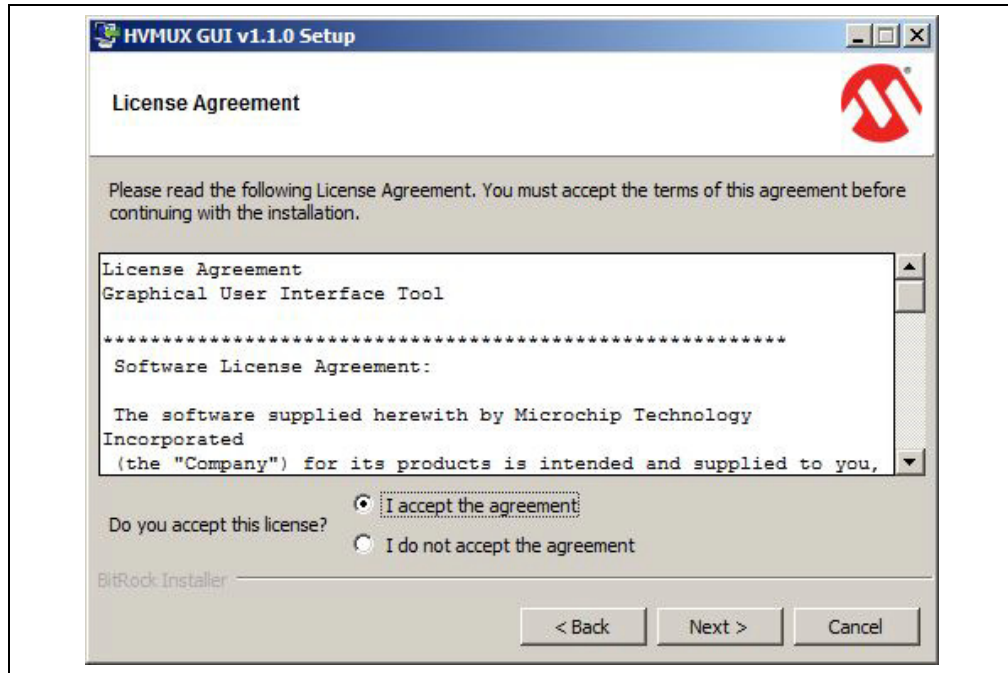 HVMUX GUI v1.1.0 Setup
License Agreement
Please read the following License Agreement. You must accept the terms of this agreement before
continuing with the installation.
License Agreement
Graphical User Interface Tool
**********************************************************
Software License Agreement:
The software supplied herewith by Microchip Technology
Incorporated
(the "Company") for its products is intended and supplied to you,
Do you accept this license?
I accept the agreement
I do not accept the agreement
BitRock Installer
< Back Next > Cancel